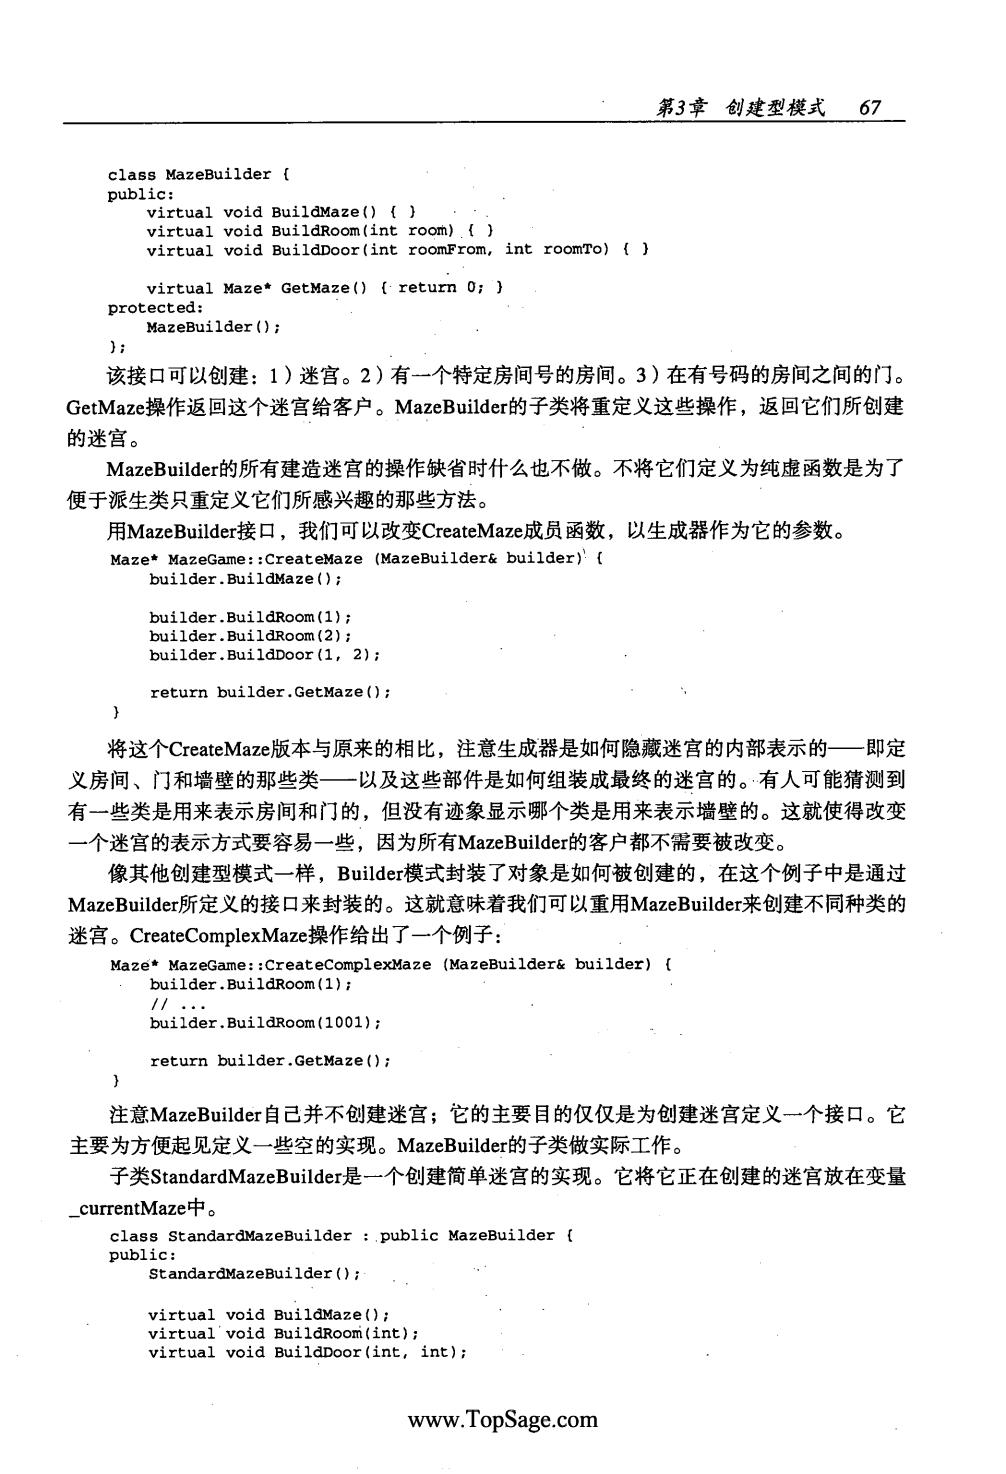 第3章 创建型模式 67
class MazeBuilder {
public:
    virtual void BuildMaze() { }
    virtual void BuildRoom(int room) { }
    virtual void BuildDoor(int roomFrom, int roomTo) { }
    virtual Maze* GetMaze() { return 0; }
protected:
    MazeBuilder();
};
该接口可以创建：1）迷宫。2）有一个特定房间号的房间。3）在有号码的房间之间的门。
GetMaze操作返回这个迷宫给客户。MazeBuilder的子类将重定义这些操作，返回它们所创建
的迷宫。
MazeBuilder的所有建造迷宫的操作缺省时什么也不做。不将它们定义为纯虚函数是为了
便于派生类只重定义它们所感兴趣的那些方法。
用MazeBuilder接口，我们可以改变CreateMaze成员函数，以生成器作为它的参数。
Maze* MazeGame::CreateMaze (MazeBuilder& builder) {
    builder.BuildMaze();
    builder.BuildRoom(1);
    builder.BuildRoom(2);
    builder.BuildDoor(1, 2);
    return builder.GetMaze();
}
将这个CreateMaze版本与原来的相比，注意生成器是如何隐藏迷宫的内部表示的——即定
义房间、门和墙壁的那些类——以及这些部件是如何组装成最终的迷宫的。有人可能猜测到
有一些类是用来表示房间和门的，但没有迹象显示哪个类是用来表示墙壁的。这就使得改变
一个迷宫的表示方式要容易一些，因为所有MazeBuilder的客户都不需要被改变。
像其他创建型模式一样，Builder模式封装了对象是如何被创建的，在这个例子中是通过
MazeBuilder所定义的接口来封装的。这就意味着我们可以重用MazeBuilder来创建不同种类的
迷宫。CreateComplexMaze操作给出了一个例子：
Maze* MazeGame::CreateComplexMaze (MazeBuilder& builder) {
    builder.BuildRoom(1);
    // ...
    builder.BuildRoom(1001);
    return builder.GetMaze();
}
注意MazeBuilder自己并不创建迷宫；它的主要目的仅仅是为创建迷宫定义一个接口。它
主要为方便起见定义一些空的实现。MazeBuilder的子类做实际工作。
子类StandardMazeBuilder是一个创建简单迷宫的实现。它将它正在创建的迷宫放在变量
_currentMaze中。
class StandardMazeBuilder : public MazeBuilder {
public:
    StandardMazeBuilder();
    virtual void BuildMaze();
    virtual void BuildRoom(int);
    virtual void BuildDoor(int, int);
www.TopSage.com